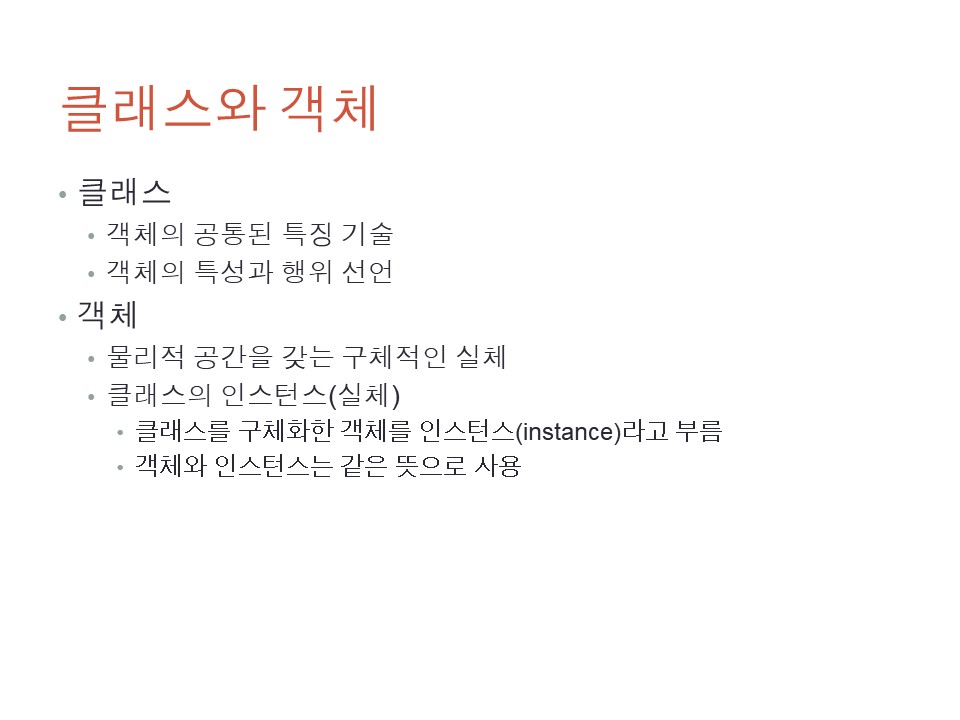 클래스와 객체
• 클래스
• 객체의 공통된 특징 기술
• 객체의 특성과 행위 선언
• 객체
• 물리적 공간을 갖는 구체적인 실체
• 클래스의 인스턴스(실체)
• 클래스를 구체화한 객체를 인스턴스(instance)라고 부름
• 객체와 인스턴스는 같은 뜻으로 사용